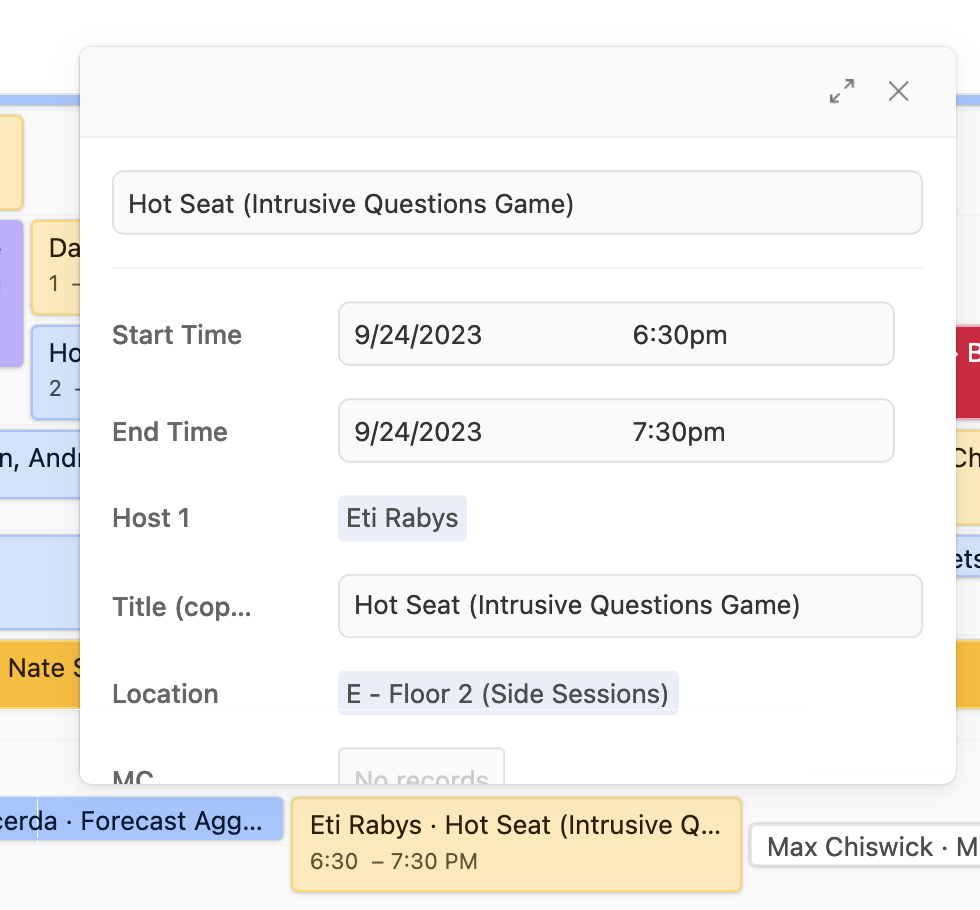 Hot Seat (Intrusive Questions Game)
Da
1 –
Start Time
9/24/2023
6:30pm
Ho
2 -
· B
End Time
9/24/2023
7:30pm
n, And
Ch
Host 1
Eti Rabys
ets
Title (cop...
Hot Seat (Intrusive Questions Game)
Nate S
Location
E - Floor 2 (Side Sessions)
MC
No records
cerda · Forecast Agg...
Eti Rabys · Hot Seat (Intrusive Q...
6:30 – 7:30 PM
Max Chiswick · M